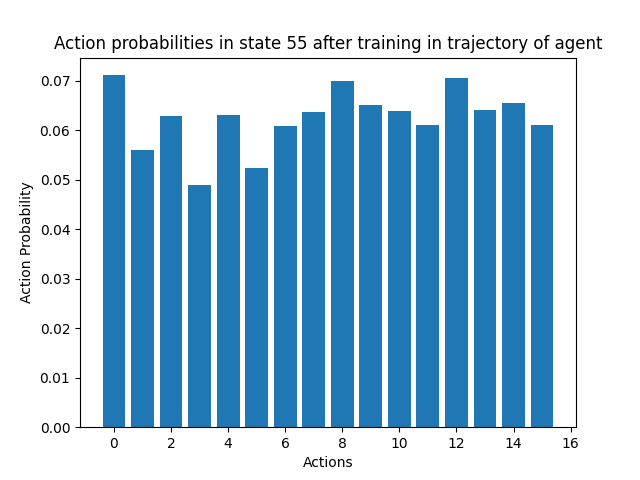 Action probabilities in state 55 after training in trajectory of agent
0.07
0.06
0.05
0.04
0.03
0.02
0.01
0.00
Action Probability
0 2 4 6 8 10 12 14 16
Actions